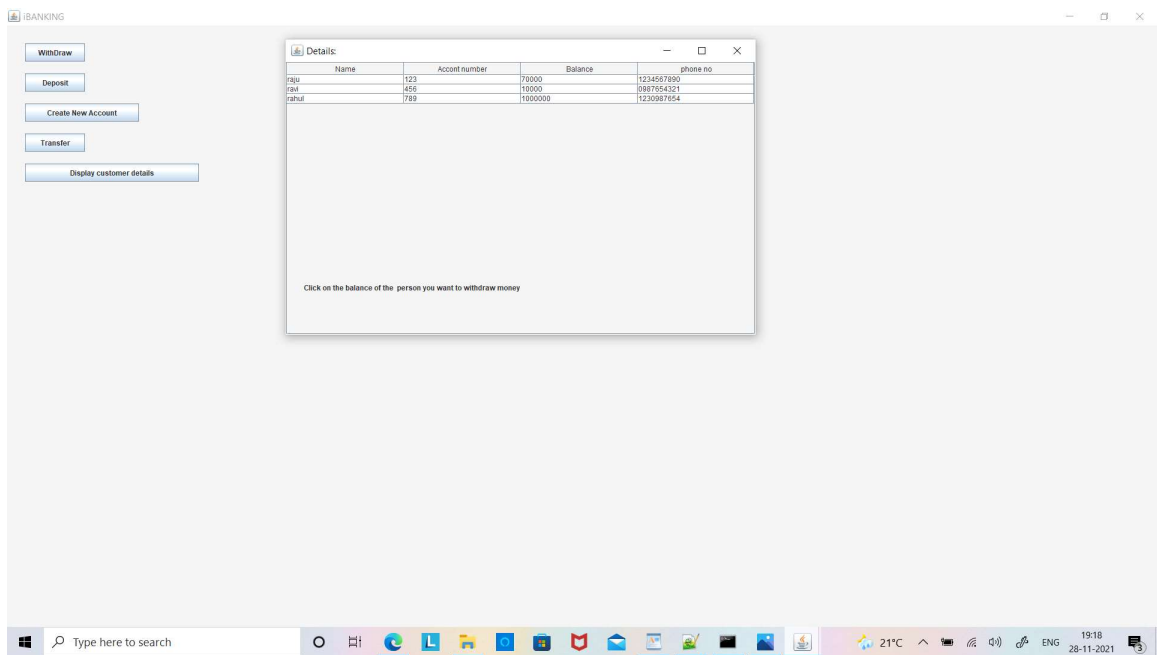 iBANKING
WithDraw
Deposit
Create New Account
Transfer
Display customer details
Details:
Name Accont number Balance phone no
raju 123 70000 1234567890
ravi 456 10000 0987654321
rahul 789 1000000 1230987654
Click on the balance of the person you want to withdraw money
Type here to search
L
21°C
ENG
19:18
28-11-2021
3